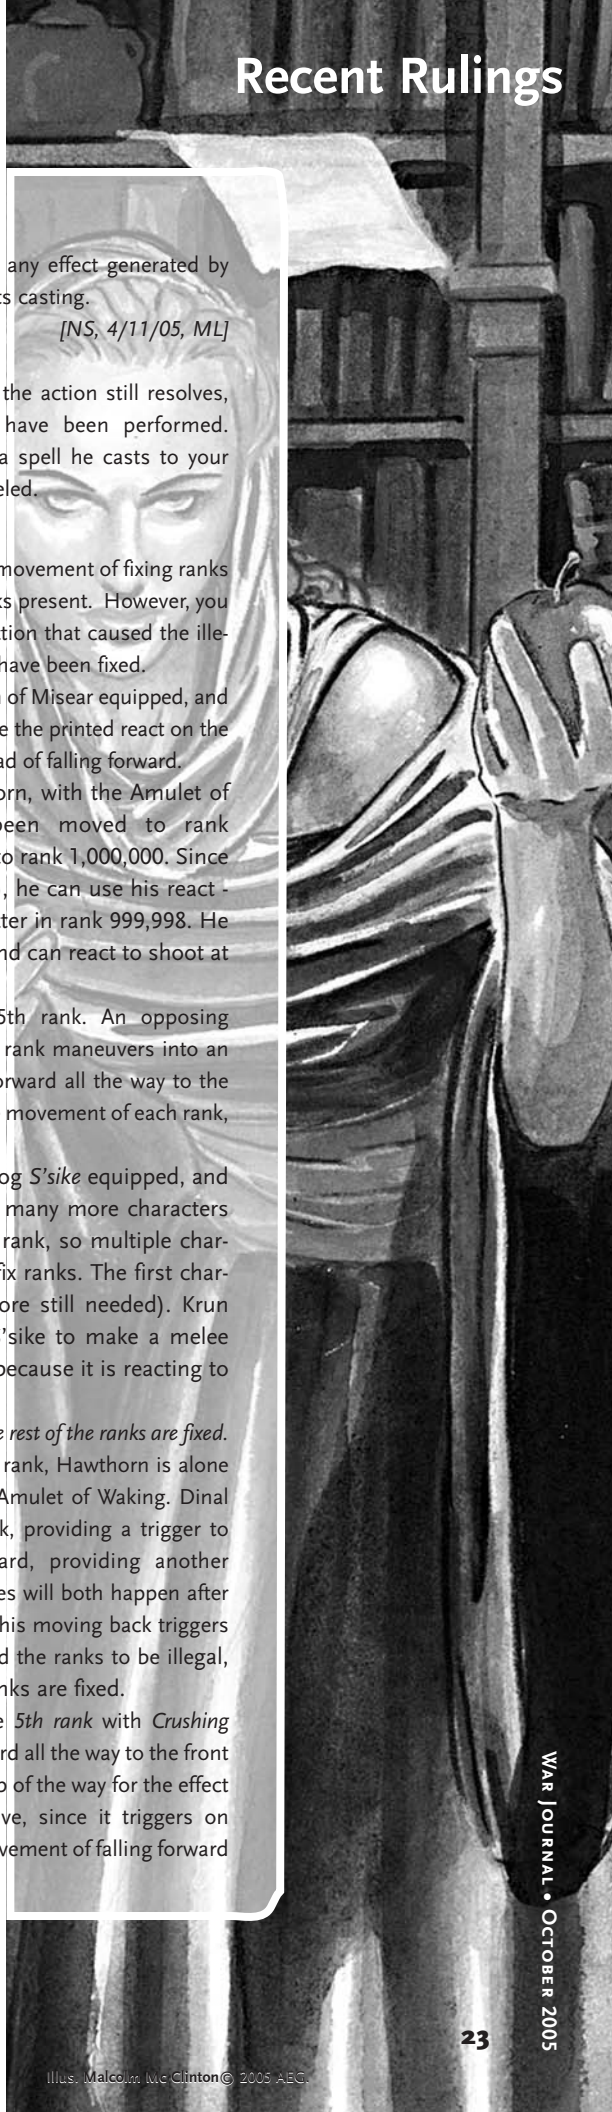 Recent Rulings
any effect generated by
ts casting.
[NS, 4/11/05, ML]
the action still resolves,
have been performed.
a spell he casts to your
eled.
movement of fixing ranks
ks present. However, you
tion that caused the ille-
have been fixed.
n of Misear equipped, and
e the printed react on the
ad of falling forward.
orn, with the Amulet of
been moved to rank
to rank 1,000,000. Since
, he can use his react -
tter in rank 999,998. He
nd can react to shoot at
5th rank. An opposing
rank maneuvers into an
orward all the way to the
movement of each rank,
og S'sike equipped, and
many more characters
rank, so multiple char-
fix ranks. The first char-
ore still needed). Krun
S'sike to make a melee
because it is reacting to
e rest of the ranks are fixed.
rank, Hawthorn is alone
Amulet of Waking. Dinal
k, providing a trigger to
ard, providing another
es will both happen after
his moving back triggers
d the ranks to be illegal,
nks are fixed.
e 5th rank with Crushing
rd all the way to the front
p of the way for the effect
ve, since it triggers on
vement of falling forward
War Journal • October 2005
23
Illus. Malcolm Mc Clinton© 2005 AEG.